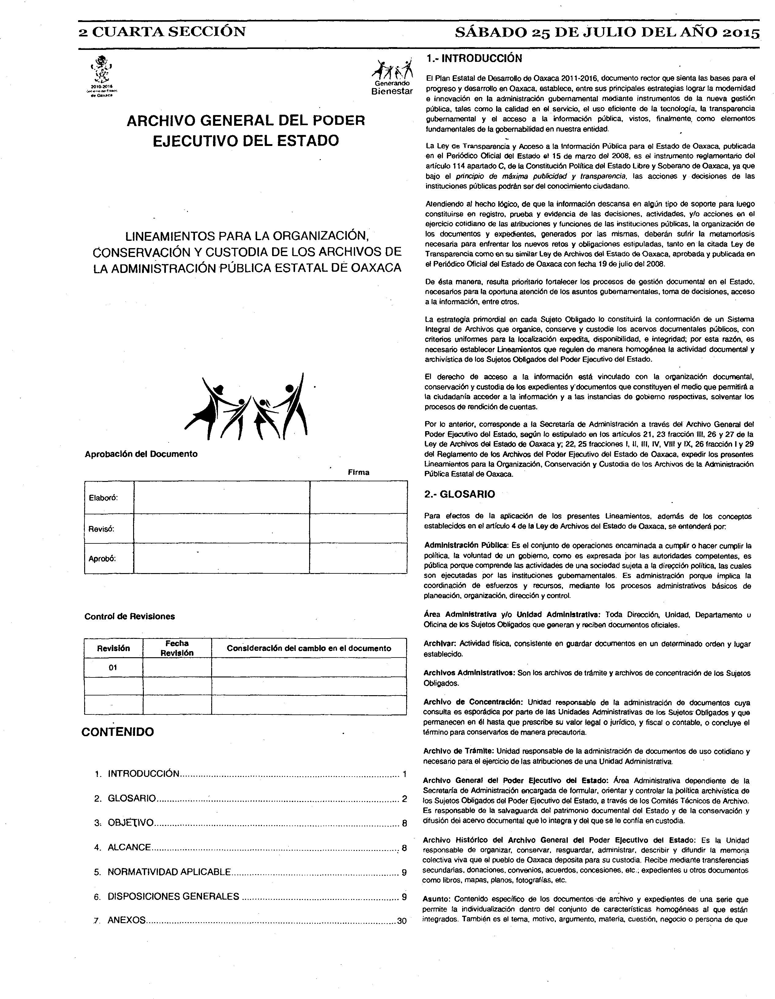 2 CUARTA SECCIÓN
SÁBADO 25 DE JULIO DEL AÑO 2015
2010-2016
Gobierno del Estado
de Oaxaca
Generando
Bienestar
ARCHIVO GENERAL DEL PODER
EJECUTIVO DEL ESTADO
LINEAMIENTOS PARA LA ORGANIZACIÓN,
CONSERVACIÓN Y CUSTODIA DE LOS ARCHIVOS DE
LA ADMINISTRACIÓN PÚBLICA ESTATAL DE OAXACA
Aprobación del Documento
Firma
Elaboró:
Revisó:
Aprobó:
Control de Revisiones
Revisión
Fecha
Revisión
Consideración del cambio en el documento
01
CONTENIDO
1. INTRODUCCIÓN.................................................................................... 1
2. GLOSARIO............................................................................................. 2
3. OBJETIVO.............................................................................................. 8
4. ALCANCE............................................................................................... 8
5. NORMATIVIDAD APLICABLE................................................................ 9
6. DISPOSICIONES GENERALES ............................................................ 9
7. ANEXOS................................................................................................30
1.- INTRODUCCIÓN
El Plan Estatal de Desarrollo de Oaxaca 2011-2016, documento rector que sienta las bases para el
progreso y desarrollo en Oaxaca, establece, entre sus principales estrategias lograr la modernidad
e innovación en la administración gubernamental mediante instrumentos de la nueva gestión
pública, tales como la calidad en el servicio, el uso eficiente de la tecnología, la transparencia
gubernamental y el acceso a la información pública, vistos, finalmente, como elementos
fundamentales de la gobernabilidad en nuestra entidad.
La Ley de Transparencia y Acceso a la Información Pública para el Estado de Oaxaca, publicada
en el Periódico Oficial del Estado el 15 de marzo del 2008, es el instrumento reglamentario del
artículo 114 apartado C, de la Constitución Política del Estado Libre y Soberano de Oaxaca, ya que
bajo el principio de máxima publicidad y transparencia, las acciones y decisiones de las
instituciones públicas podrán ser del conocimiento ciudadano.
Atendiendo al hecho lógico, de que la información descansa en algún tipo de soporte para luego
constituirse en registro, prueba y evidencia de las decisiones, actividades, y/o acciones en el
ejercicio cotidiano de las atribuciones y funciones de las instituciones públicas, la organización de
los documentos y expedientes, generados por las mismas, deberán sufrir la metamorfosis
necesaria para enfrentar los nuevos retos y obligaciones estipuladas, tanto en la citada Ley de
Transparencia como en su similar Ley de Archivos del Estado de Oaxaca, aprobada y publicada en
el Periódico Oficial del Estado de Oaxaca con fecha 19 de julio del 2008.
De ésta manera, resulta prioritario fortalecer los procesos de gestión documental en el Estado,
necesarios para la oportuna atención de los asuntos gubernamentales, toma de decisiones, acceso
a la información, entre otros.
La estrategia primordial en cada Sujeto Obligado lo constituirá la conformación de un Sistema
Integral de Archivos que organice, conserve y custodie los acervos documentales públicos, con
criterios uniformes para la localización expedita, disponibilidad, e integridad; por esta razón, es
necesario establecer Lineamientos que regulen de manera homogénea la actividad documental y
archivística de los Sujetos Obligados del Poder Ejecutivo del Estado.
El derecho de acceso a la información está vinculado con la organización documental,
conservación y custodia de los expedientes y documentos que constituyen el medio que permitirá a
la ciudadanía acceder a la información y a las instancias de gobierno respectivas, solventar los
procesos de rendición de cuentas.
Por lo anterior, corresponde a la Secretaría de Administración a través del Archivo General del
Poder Ejecutivo del Estado, según lo estipulado en los artículos 21, 23 fracción III, 26 y 27 de la
Ley de Archivos del Estado de Oaxaca y; 22, 25 fracciones I, II, III, IV, VIII y IX, 26 fracción I y 29
del Reglamento de los Archivos del Poder Ejecutivo del Estado de Oaxaca, expedir los presentes
Lineamientos para la Organización, Conservación y Custodia de los Archivos de la Administración
Pública Estatal de Oaxaca.
2.- GLOSARIO
Para efectos de la aplicación de los presentes Lineamientos, además de los conceptos
establecidos en el artículo 4 de la Ley de Archivos del Estado de Oaxaca, se entenderá por:
Administración Pública: Es el conjunto de operaciones encaminada a cumplir o hacer cumplir la
política, la voluntad de un gobierno, como es expresada por las autoridades competentes, es
pública porque comprende las actividades de una sociedad sujeta a la dirección política, las cuales
son ejecutadas por las instituciones gubernamentales. Es administración porque implica la
coordinación de esfuerzos y recursos, mediante los procesos administrativos básicos de
planeación, organización, dirección y control.
Área Administrativa y/o Unidad Administrativa: Toda Dirección, Unidad, Departamento u
Oficina de los Sujetos Obligados que generan y reciben documentos oficiales.
Archivar: Actividad física, consistente en guardar documentos en un determinado orden y lugar
establecido.
Archivos Administrativos: Son los archivos de trámite y archivos de concentración de los Sujetos
Obligados.
Archivo de Concentración: Unidad responsable de la administración de documentos cuya
consulta es esporádica por parte de las Unidades Administrativas de los Sujetos Obligados y que
permanecen en él hasta que prescribe su valor legal o jurídico, y fiscal o contable, o concluye el
término para conservarlos de manera precautoria.
Archivo de Trámite: Unidad responsable de la administración de documentos de uso cotidiano y
necesario para el ejercicio de las atribuciones de una Unidad Administrativa.
Archivo General del Poder Ejecutivo del Estado: Área Administrativa dependiente de la
Secretaría de Administración encargada de formular, orientar y controlar la política archivística de
los Sujetos Obligados del Poder Ejecutivo del Estado, a través de los Comités Técnicos de Archivo.
Es responsable de la salvaguarda del patrimonio documental del Estado y de la conservación y
difusión del acervo documental que lo integra y del que se le confía en custodia.
Archivo Histórico del Archivo General del Poder Ejecutivo del Estado: Es la Unidad
responsable de organizar, conservar, resguardar, administrar, describir y difundir la memoria
colectiva viva que el pueblo de Oaxaca deposita para su custodia. Recibe mediante transferencias
secundarias, donaciones, convenios, acuerdos, concesiones, etc.; expedientes u otros documentos
como libros, mapas, planos, fotografías, etc.
Asunto: Contenido específico de los documentos de archivo y expedientes de una serie que
permite la individualización dentro del conjunto de características homogéneas al que están
integrados. También es el tema, motivo, argumento, materia, cuestión, negocio o persona de que